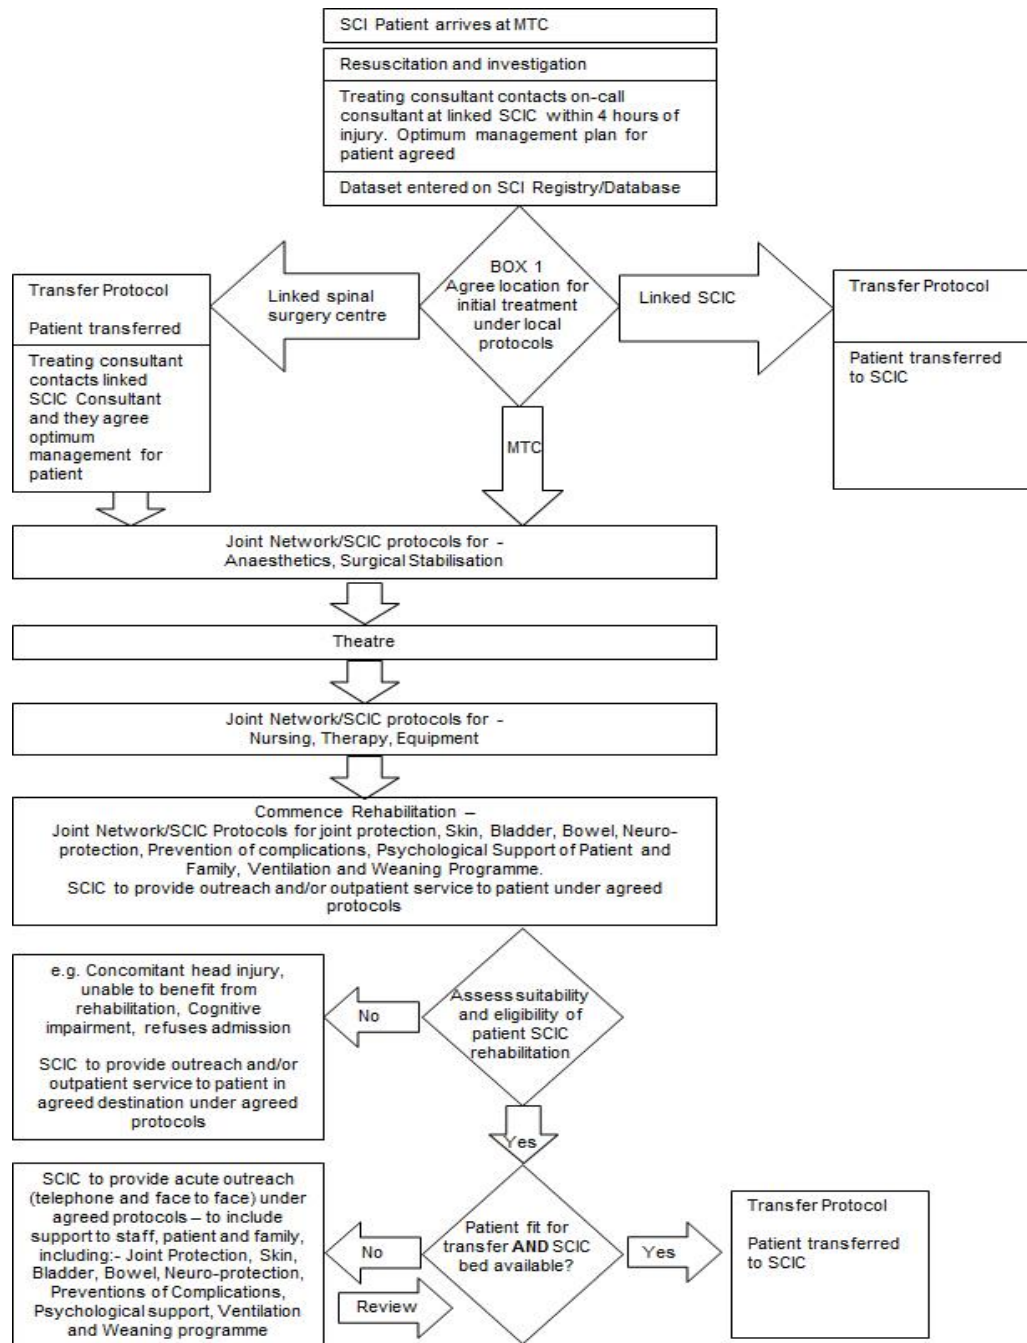 SCI Patient arrives at MTC
Resuscitation and investigation
Treating consultant contacts on-call
consultant at linked SCIC within 4 hours of
injury. Optimum management plan for
patient agreed
Dataset entered on SCI Registry/Database
BOX 1
Agree location for
initial treatment
under local
protocols
Linked spinal
surgery centre
Linked SCIC
MTC
Transfer Protocol
Patient transferred
Treating consultant
contacts linked
SCIC Consultant
and they agree
optimum
management for
patient
Transfer Protocol
Patient transferred
to SCIC
Joint Network/SCIC protocols for -
Anaesthetics, Surgical Stabilisation
Theatre
Joint Network/SCIC protocols for -
Nursing, Therapy, Equipment
Commence Rehabilitation –
Joint Network/SCIC Protocols for joint protection, Skin, Bladder, Bowel, Neuro-
protection, Prevention of complications, Psychological Support of Patient and
Family, Ventilation and Weaning Programme.
SCIC to provide outreach and/or outpatient service to patient under agreed
protocols
Assess suitability
and eligibility of
patient SCIC
rehabilitation
No
e.g. Concomitant head injury,
unable to benefit from
rehabilitation, Cognitive
impairment, refuses admission
SCIC to provide outreach and/or
outpatient service to patient in
agreed destination under agreed
protocols
Yes
Patient fit for
transfer AND SCIC
bed available?
No
Review
SCIC to provide acute outreach
(telephone and face to face) under
agreed protocols – to include
support to staff, patient and family,
including:- Joint Protection, Skin,
Bladder, Bowel, Neuro-protection,
Preventions of Complications,
Psychological support, Ventilation
and Weaning programme
Yes
Transfer Protocol
Patient transferred
to SCIC